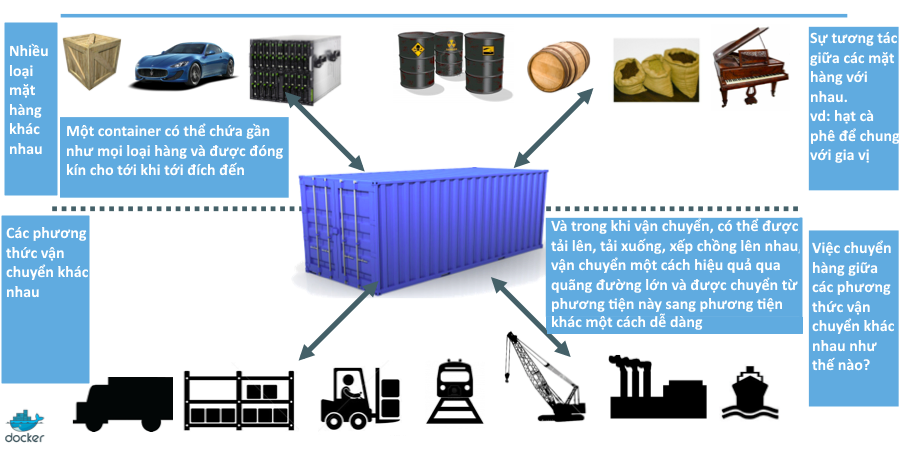 Nhiều
loại
mặt
hàng
khác
nhau
Một container có thể chứa gần
như mọi loại hàng và được đóng
kín cho tới khi tới đích đến
Sự tương tác
giữa các mặt
hàng với
nhau.
vd: hạt cà
phê để chung
với gia vị
Các phương
thức vận
chuyển khác
nhau
Và trong khi vận chuyển, có thể được
tải lên, tải xuống, xếp chồng lên nhau,
vận chuyển một cách hiệu quả qua
quãng đường lớn và được chuyển từ
phương tiện này sang phương tiện
khác một cách dễ dàng
Việc chuyển
hàng giữa
các phương
thức vận
chuyển khác
nhau như
thế nào?
docker